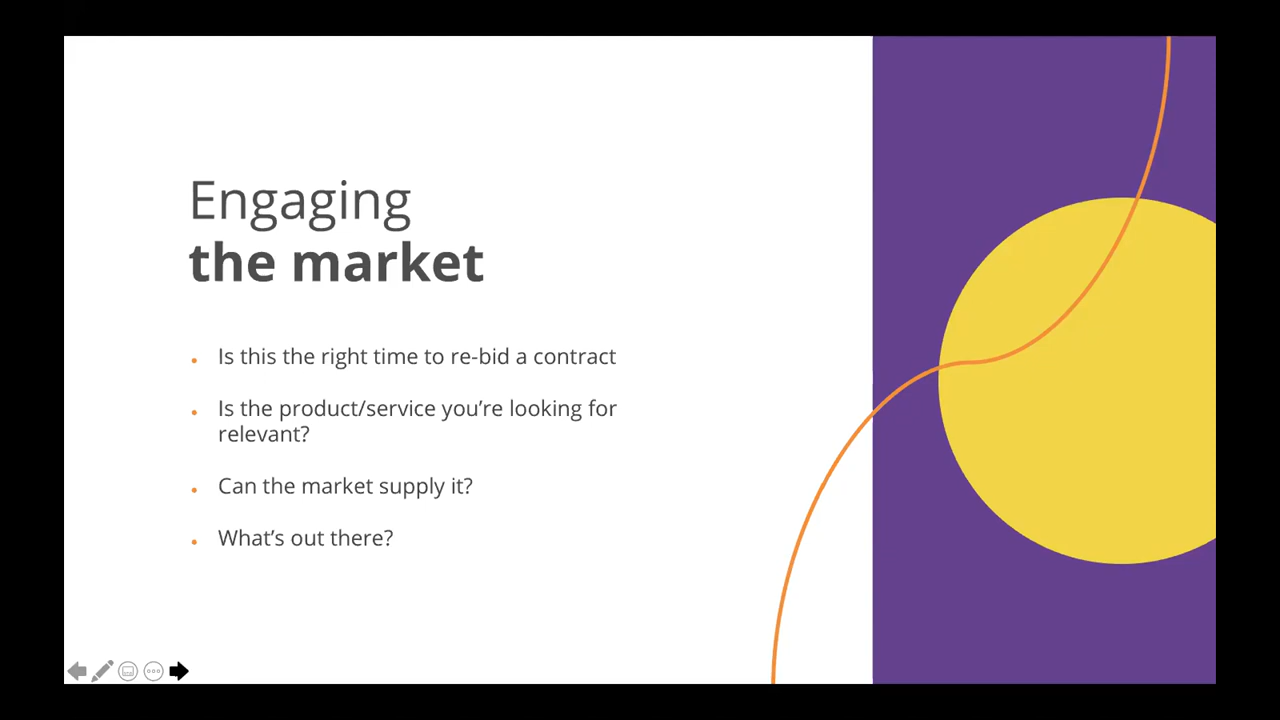 Engaging
the market
• Is this the right time to re-bid a contract
• Is the product/service you’re looking for
relevant?
• Can the market supply it?
• What’s out there?